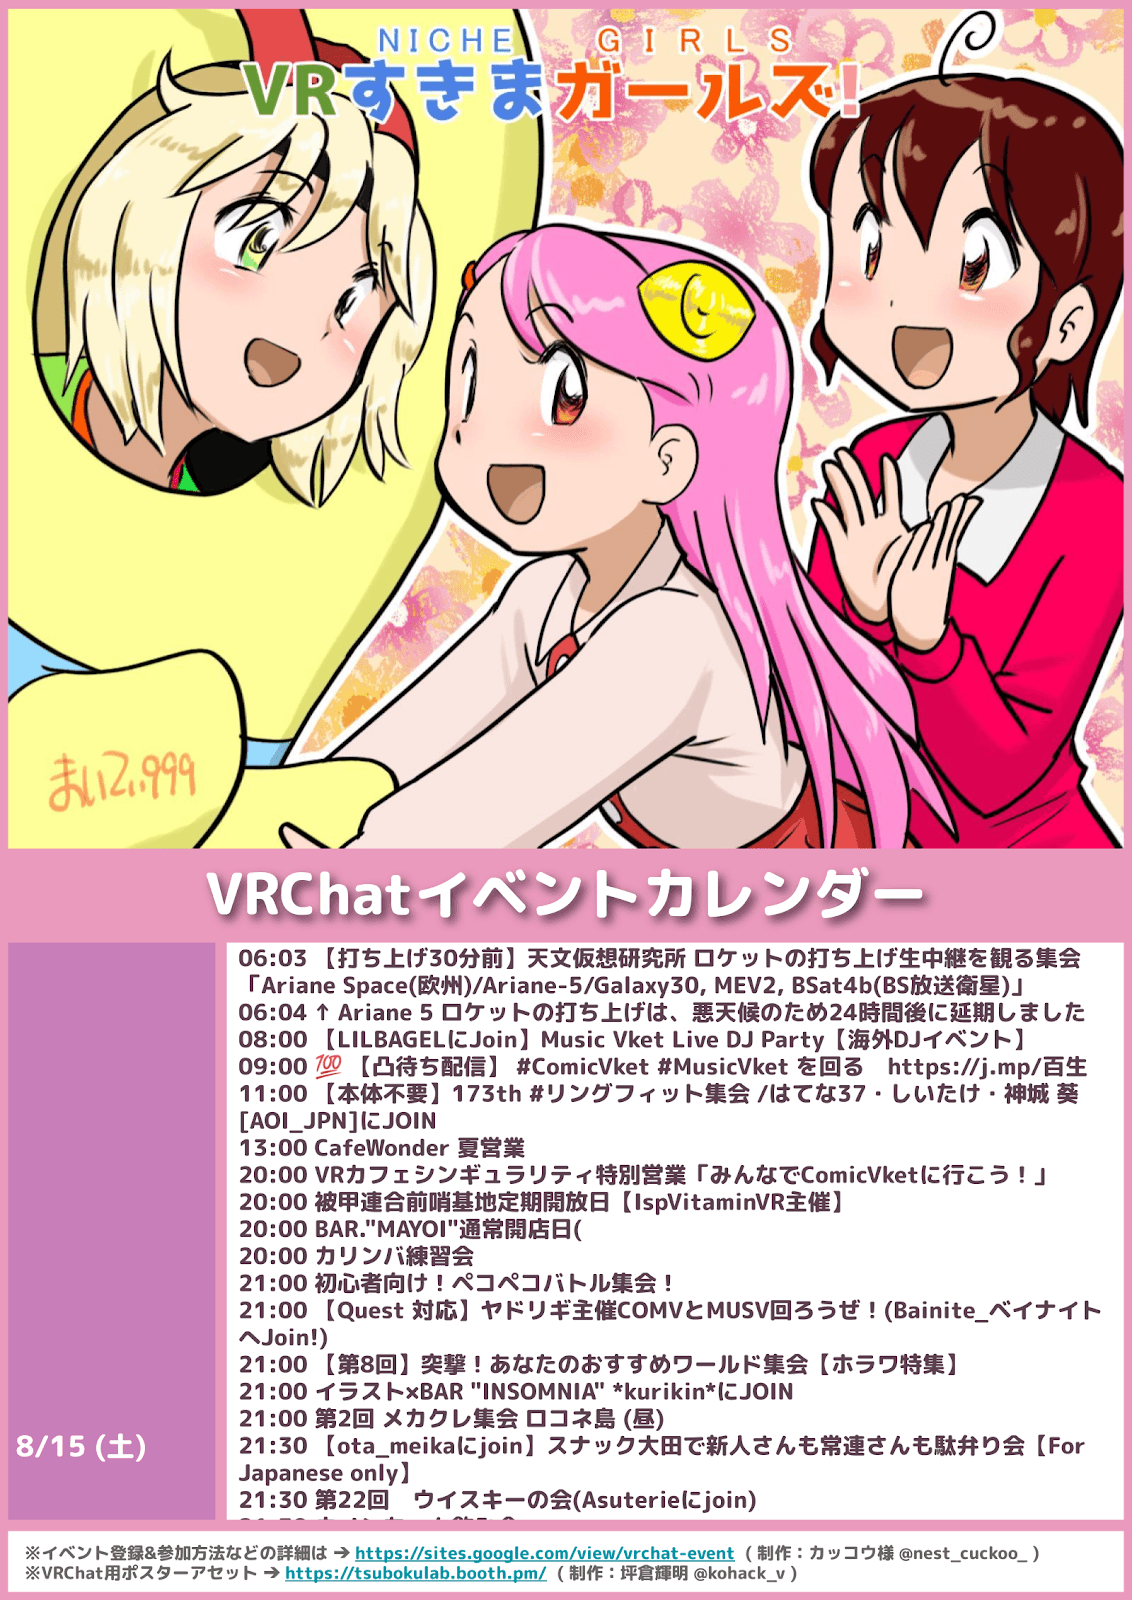 NICHE GIRLS
VRすきまガールズ!
まいてぃ999
VRChatイベントカレンダー
06:03 【打ち上げ30分前】天文仮想研究所 ロケットの打ち上げ生中継を観る集会
「Ariane Space(欧州)/Ariane-5/Galaxy30, MEV2, BSat4b(BS放送衛星)」
06:04 ↑ Ariane 5 ロケットの打ち上げは、悪天候のため24時間後に延期しました
08:00 【LILBAGELにJoin】Music Vket Live DJ Party【海外DJイベント】
09:00 💯 【凸待ち配信】 #ComicVket #MusicVket を回る　https://j.mp/百生
11:00 【本体不要】173th #リングフィット集会 /はてな37・しいたけ・神城 葵
[AOI_JPN]にJOIN
13:00 CafeWonder 夏営業
20:00 VRカフェシンギュラリティ特別営業「みんなでComicVketに行こう！」
20:00 被甲連合前哨基地定期開放日【IspVitaminVR主催】
20:00 BAR."MAYOI"通常開店日(
20:00 カリンバ練習会
21:00 初心者向け！ペコペコバトル集会！
21:00 【Quest 対応】ヤドリギ主催COMVとMUSV回ろうぜ！(Bainite_ベイナイト
へJoin!)
21:00 【第8回】突撃！あなたのおすすめワールド集会【ホラワ特集】
21:00 イラスト×BAR "INSOMNIA" *kurikin*にJOIN
21:00 第2回 メカクレ集会 ロコネ島 (昼)
8/15 (土)
21:30 【ota_meikaにjoin】スナック大田で新人さんも常連さんも駄弁り会【For
Japanese only】
21:30 第22回　ウイスキーの会(Asuterieにjoin)
※イベント登録&参加方法などの詳細は → https://sites.google.com/view/vrchat-event ( 制作：カッコウ様 @nest_cuckoo_ )
※VRChat用ポスターアセット → https://tsubokulab.booth.pm/ ( 制作：坪倉輝明 @kohack_v )